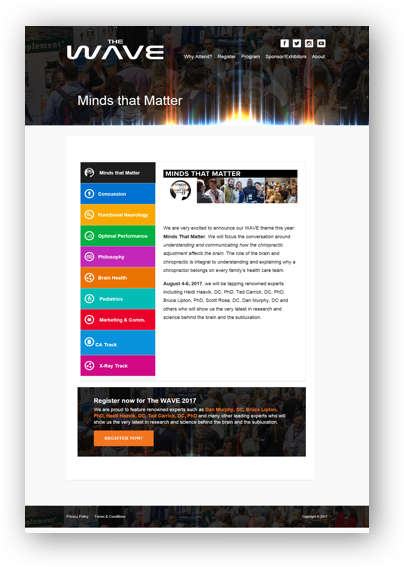 THE
WAVE
Why Attend? Register Program Sponsor/Exhibitors About
Minds that Matter
Minds that Matter
Concussion
Functional Neurology
Optimal Performance
Philosophy
Brain Health
Pediatrics
Marketing & Comm.
CA Track
X-Ray Track
MINDS THAT MATTER
We are very excited to announce our WAVE theme this year:
Minds That Matter. We will focus the conversation around
understanding and communicating how the chiropractic
adjustment affects the brain. The role of the brain and
chiropractic is integral to understanding and explaining why a
chiropractor belongs on every family's health care team.
August 4-6, 2017, we will be tapping renowned experts
including Heidi Haavik, DC, PhD, Ted Carrick, DC, PhD,
Bruce Lipton, PhD, Scott Rosa, DC, Dan Murphy, DC and
others who will show us the very latest in research and
science behind the brain and the subluxation.
Register now for The WAVE 2017
We are proud to feature renowned experts such as Dan Murphy, DC, Bruce Lipton,
PhD, Heidi Haavik, DC, PhD, Ted Carrick, DC, PhD and many other leading experts who will
show us the very latest in research and science behind the brain and the subluxation.
REGISTER NOW!
Privacy Policy Terms & Conditions
Copyright © 2017